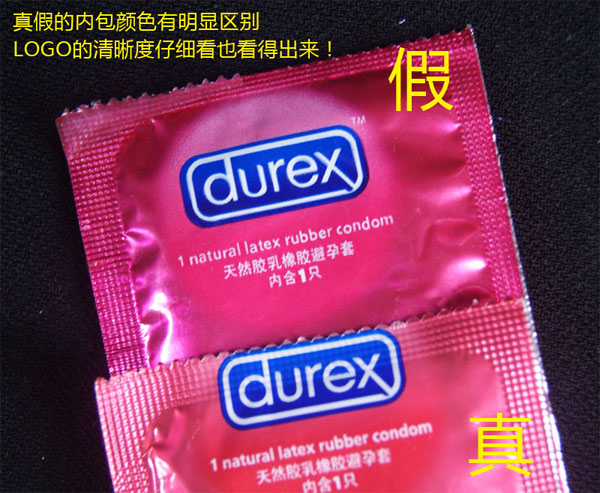 真假的内包颜色有明显区别
LOGO的清晰度仔细看也看得出来！
假
durex™
1 natural latex rubber condom
天然胶乳橡胶避孕套
内含1只
durex
真
1 natural latex rubber condom
天然胶乳橡胶避孕套
内含1只